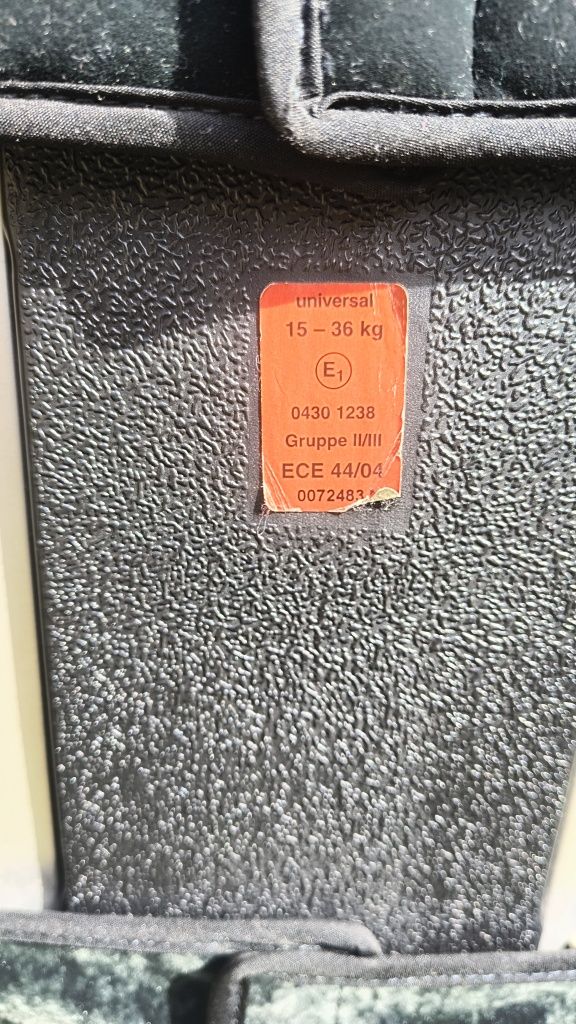 universal
15 – 36 kg
E1
0430 1238
Gruppe II/III
ECE 44/04
0072483